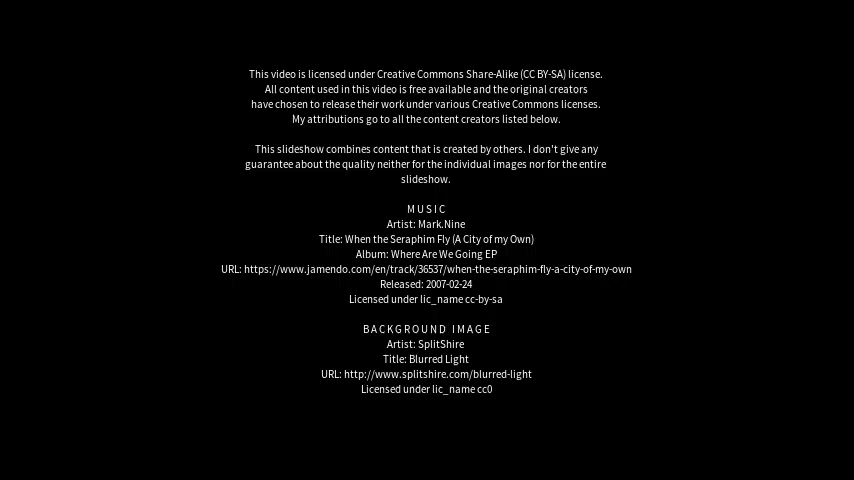 This video is licensed under Creative Commons Share-Alike (CC BY-SA) license.
All content used in this video is free available and the original creators
have chosen to release their work under various Creative Commons licenses.
My attributions go to all the content creators listed below.
This slideshow combines content that is created by others. I don't give any
guarantee about the quality neither for the individual images nor for the entire
slideshow.
MUSIC
Artist: Mark.Nine
Title: When the Seraphim Fly (A City of my Own)
Album: Where Are We Going EP
URL: https://www.jamendo.com/en/track/36537/when-the-seraphim-fly-a-city-of-my-own
Released: 2007-02-24
Licensed under lic_name cc-by-sa
BACKGROUND IMAGE
Artist: SplitShire
Title: Blurred Light
URL: http://www.splitshire.com/blurred-light
Licensed under lic_name cc0